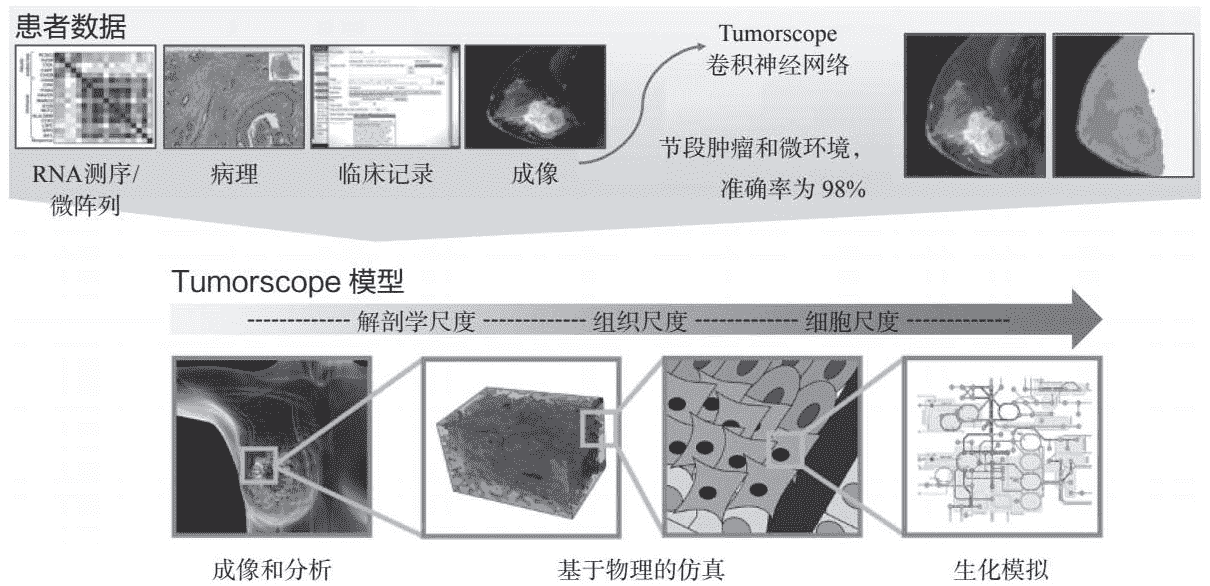 患者数据
Tumorscope
卷积神经网络
RNA测序/
微阵列
病理
临床记录
成像
节段肿瘤和微环境，
准确率为 98%
Tumorscope 模型
解剖学尺度
组织尺度
细胞尺度
成像和分析
基于物理的仿真
生化模拟